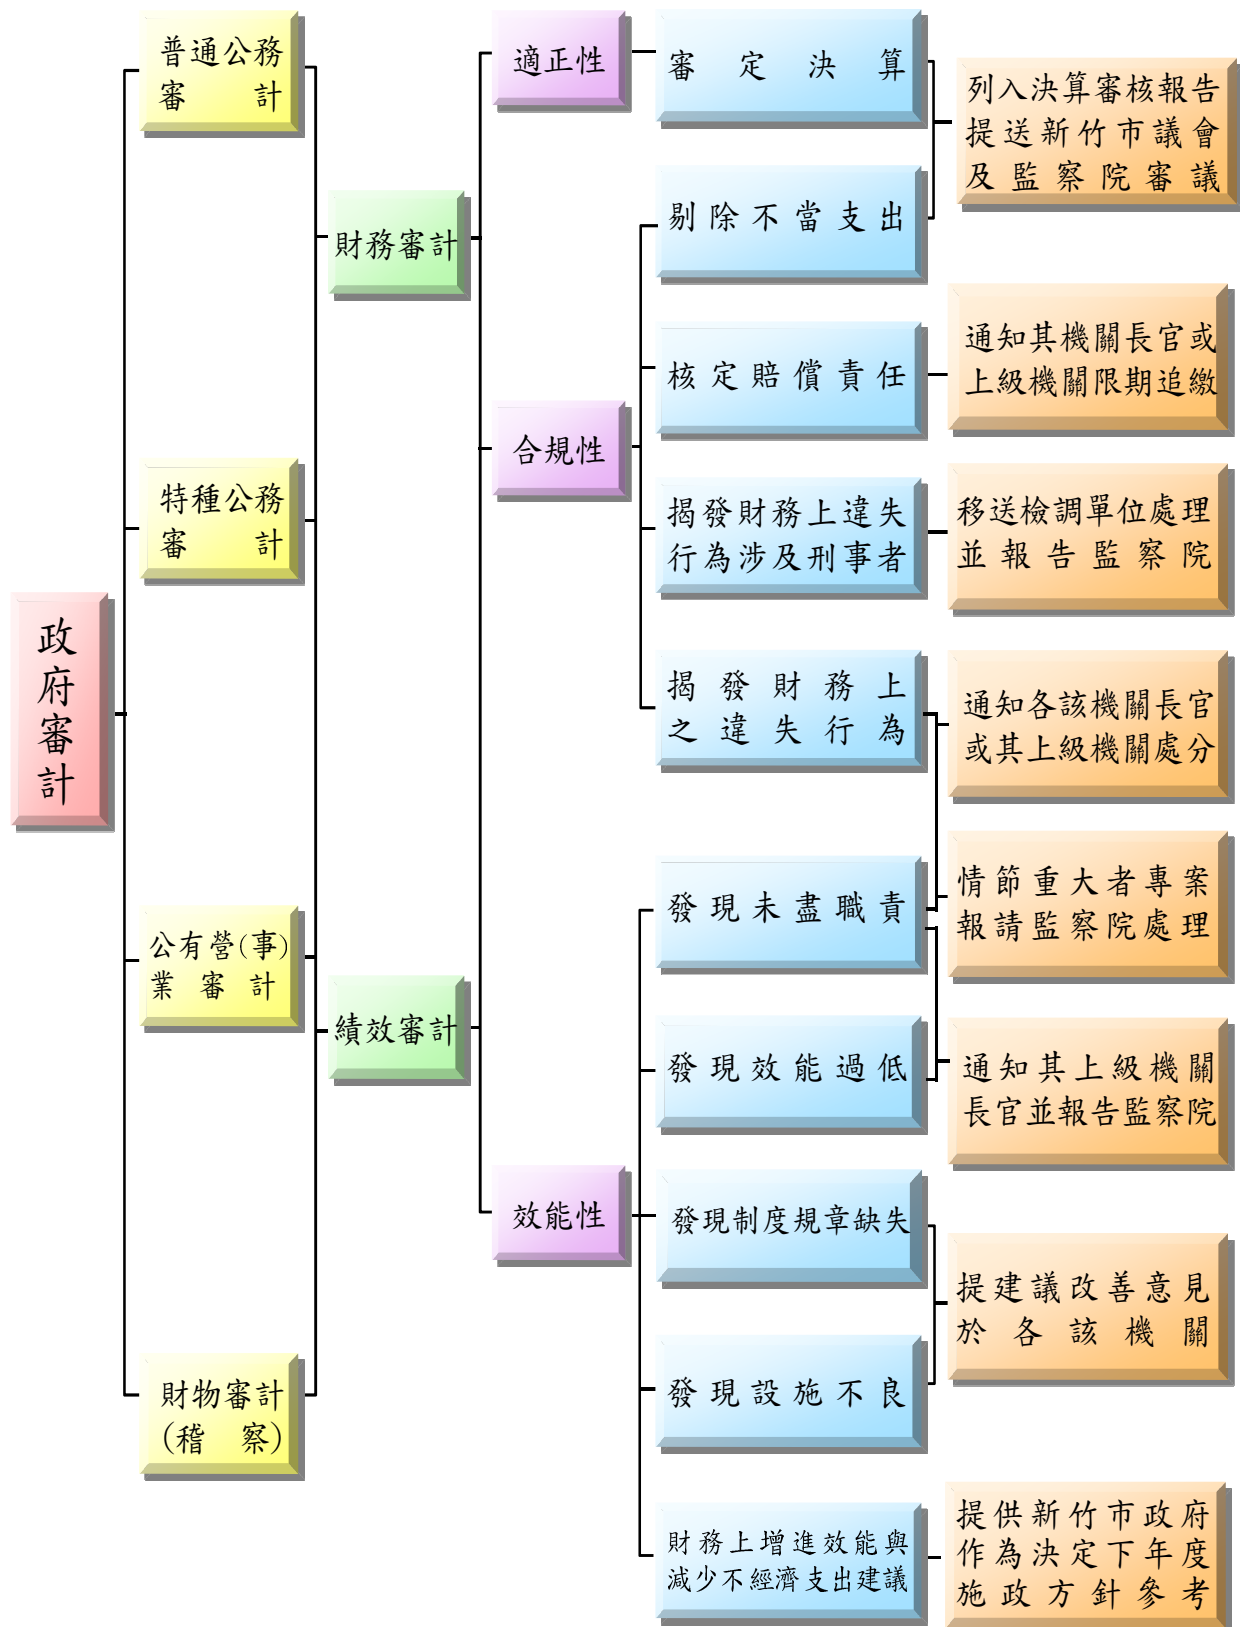 政府審計
普通公務
審計
特種公務
審計
公有營(事)
業審計
財物審計
(稽察)
財務審計
績效審計
適正性
合規性
效能性
審定決算
剔除不當支出
核定賠償責任
揭發財務上違失
行為涉及刑事者
揭發財務上
之違失行為
發現未盡職責
發現效能過低
發現制度規章缺失
發現設施不良
財務上增進效能與
減少不經濟支出建議
列入決算審核報告
提送新竹市議會
及監察院審議
通知其機關長官或
上級機關限期追繳
移送檢調單位處理
並報告監察院
通知各該機關長官
或其上級機關處分
情節重大者專案
報請監察院處理
通知其上級機關
長官並報告監察院
提建議改善意見
於各該機關
提供新竹市政府
作為決定下年度
施政方針參考